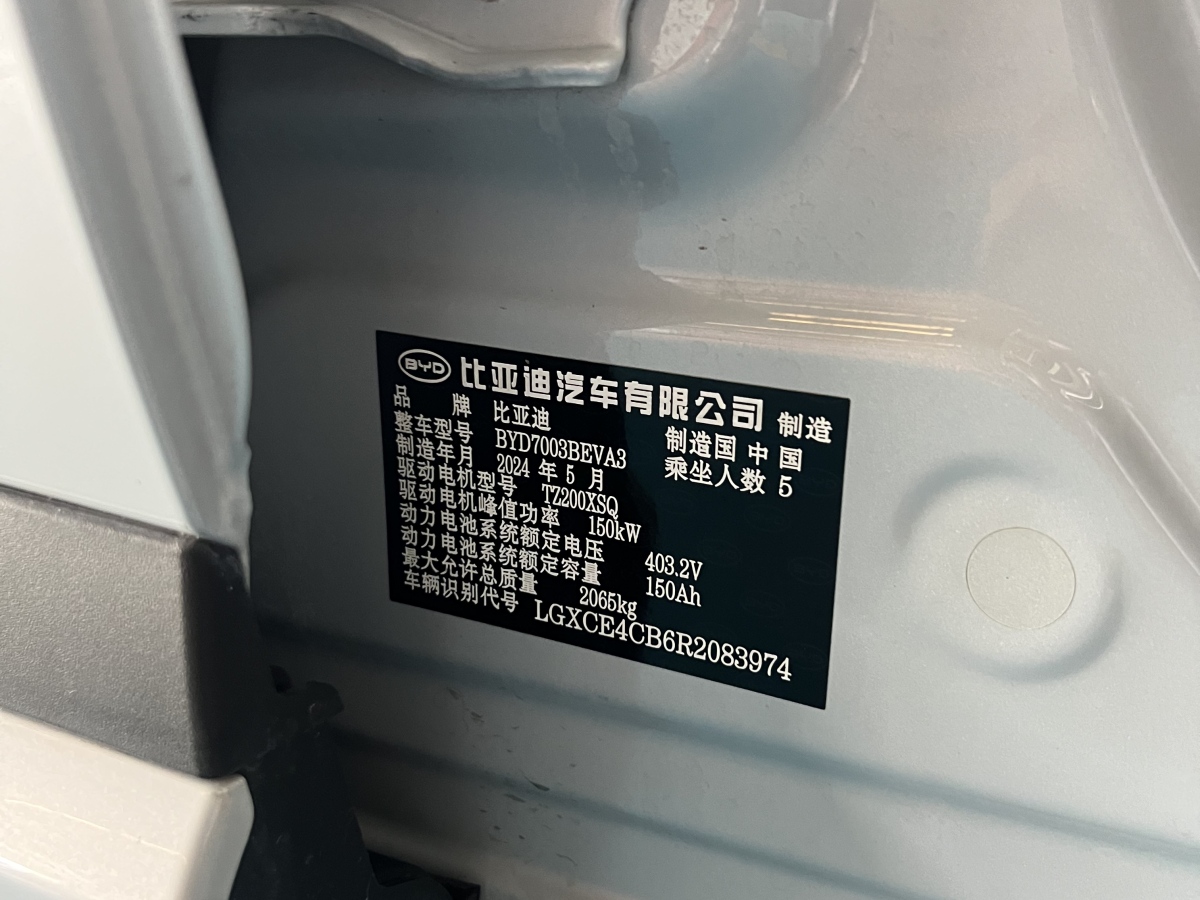 BYD 比亚迪汽车有限公司 制造
品 牌 比亚迪 制造国 中 国
整车型号 BYD7003BEVA3 乘坐人数 5
制造年月 2024 年 5 月
驱动电机型号 TZ200XSQ
驱动电机峰值功率 150kW
动力电池系统额定电压 403.2V
动力电池系统额定容量 150Ah
最大允许总质量 2065kg
车辆识别代号 LGXCE4CB6R2083974